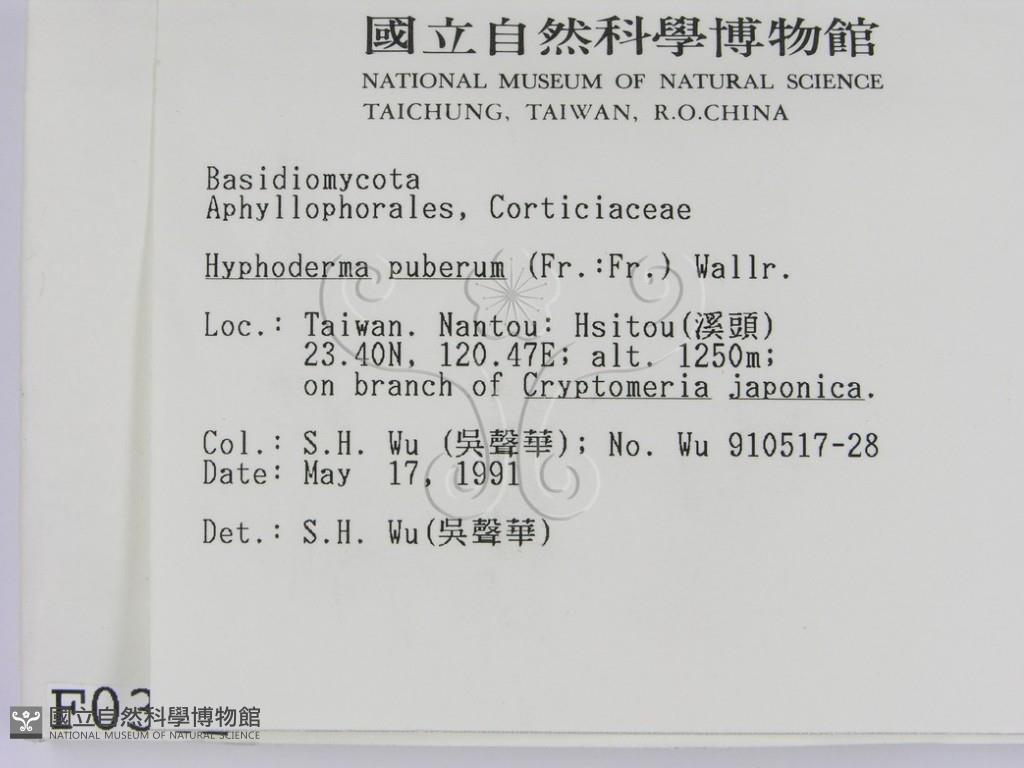 國立自然科學博物館
NATIONAL MUSEUM OF NATURAL SCIENCE
TAICHUNG, TAIWAN, R.O.CHINA
Basidiomycota
Aphyllophorales, Corticiaceae
Hyphoderma puberum (Fr.:Fr.) Wallr.
Loc.: Taiwan. Nantou: Hsitou(溪頭)
23.40N, 120.47E; alt. 1250m;
on branch of Cryptomeria japonica.
Col.: S.H. Wu (吳聲華); No. Wu 910517-28
Date: May 17, 1991
Det.: S.H. Wu(吳聲華)
F03
國立自然科學博物館
NATIONAL MUSEUM OF NATURAL SCIENCE